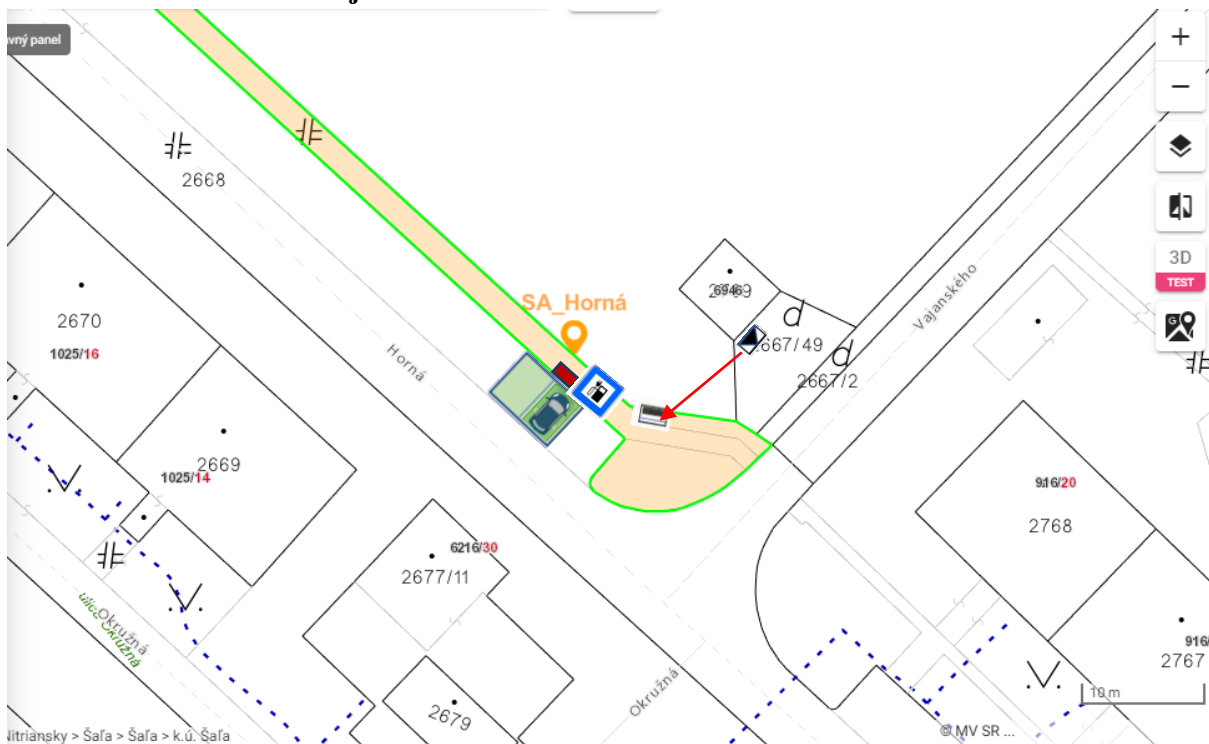 avný panel
+
−
2668
2670
1025/16
SA_Horná
Horná
d
2667/49
d
2667/2
Vajanského
3D
TEST
G
2669
1025/14
6216/30
2677/11
916/20
2768
916/
2767
ulica Okružná
Okružná
2679
Okružná
10 m
Nitriansky > Šaľa > Šaľa > k.ú. Šaľa
© MV SR ...